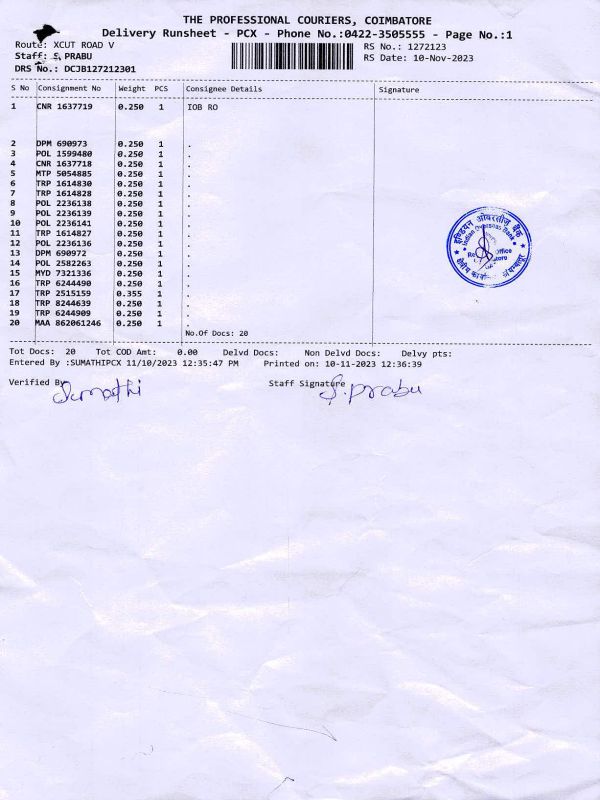 THE PROFESSIONAL COURIERS, COIMBATORE
Delivery Runsheet - PCX - Phone No.:0422-3505555 - Page No.:1
Route: XCUT ROAD V
RS No.: 1272123
Staff: S, PRABU
RS Date: 10-Nov-2023
DRS No.: DCJB127212301
S No Consignment No Weight PCS Consignee Details Signature
1 CNR 1637719 0.250 1 IOB RO
2 DPM 690973 0.250 1 .
3 POL 1599480 0.250 1 .
4 CNR 1637718 0.250 1 .
5 MTP 5054885 0.250 1 .
6 TRP 1614830 0.250 1 .
7 TRP 1614828 0.250 1 .
8 POL 2236138 0.250 1 .
9 POL 2236139 0.250 1 .
10 POL 2236141 0.250 1 .
11 TRP 1614827 0.250 1 .
12 POL 2236136 0.250 1 .
13 DPM 690972 0.250 1 .
14 POL 2582263 0.250 1 .
15 MYD 7321336 0.250 1 .
16 TRP 6244490 0.250 1 .
17 TRP 2515159 0.355 1 .
18 TRP 8244639 0.250 1 .
19 TRP 6244909 0.250 1 .
20 MAA 862061246 0.250 1 .
No.Of Docs: 20
इण्डियन ओवरसीज़ बैंक
Indian Overseas Bank
Office
Tot Docs: 20 Tot COD Amt: 0.00 Delvd Docs: Non Delvd Docs: Delvy pts:
Entered By :SUMATHIPCX 11/10/2023 12:35:47 PM Printed on: 10-11-2023 12:36:39
Verified By Sumathi
Staff Signature S. prabu